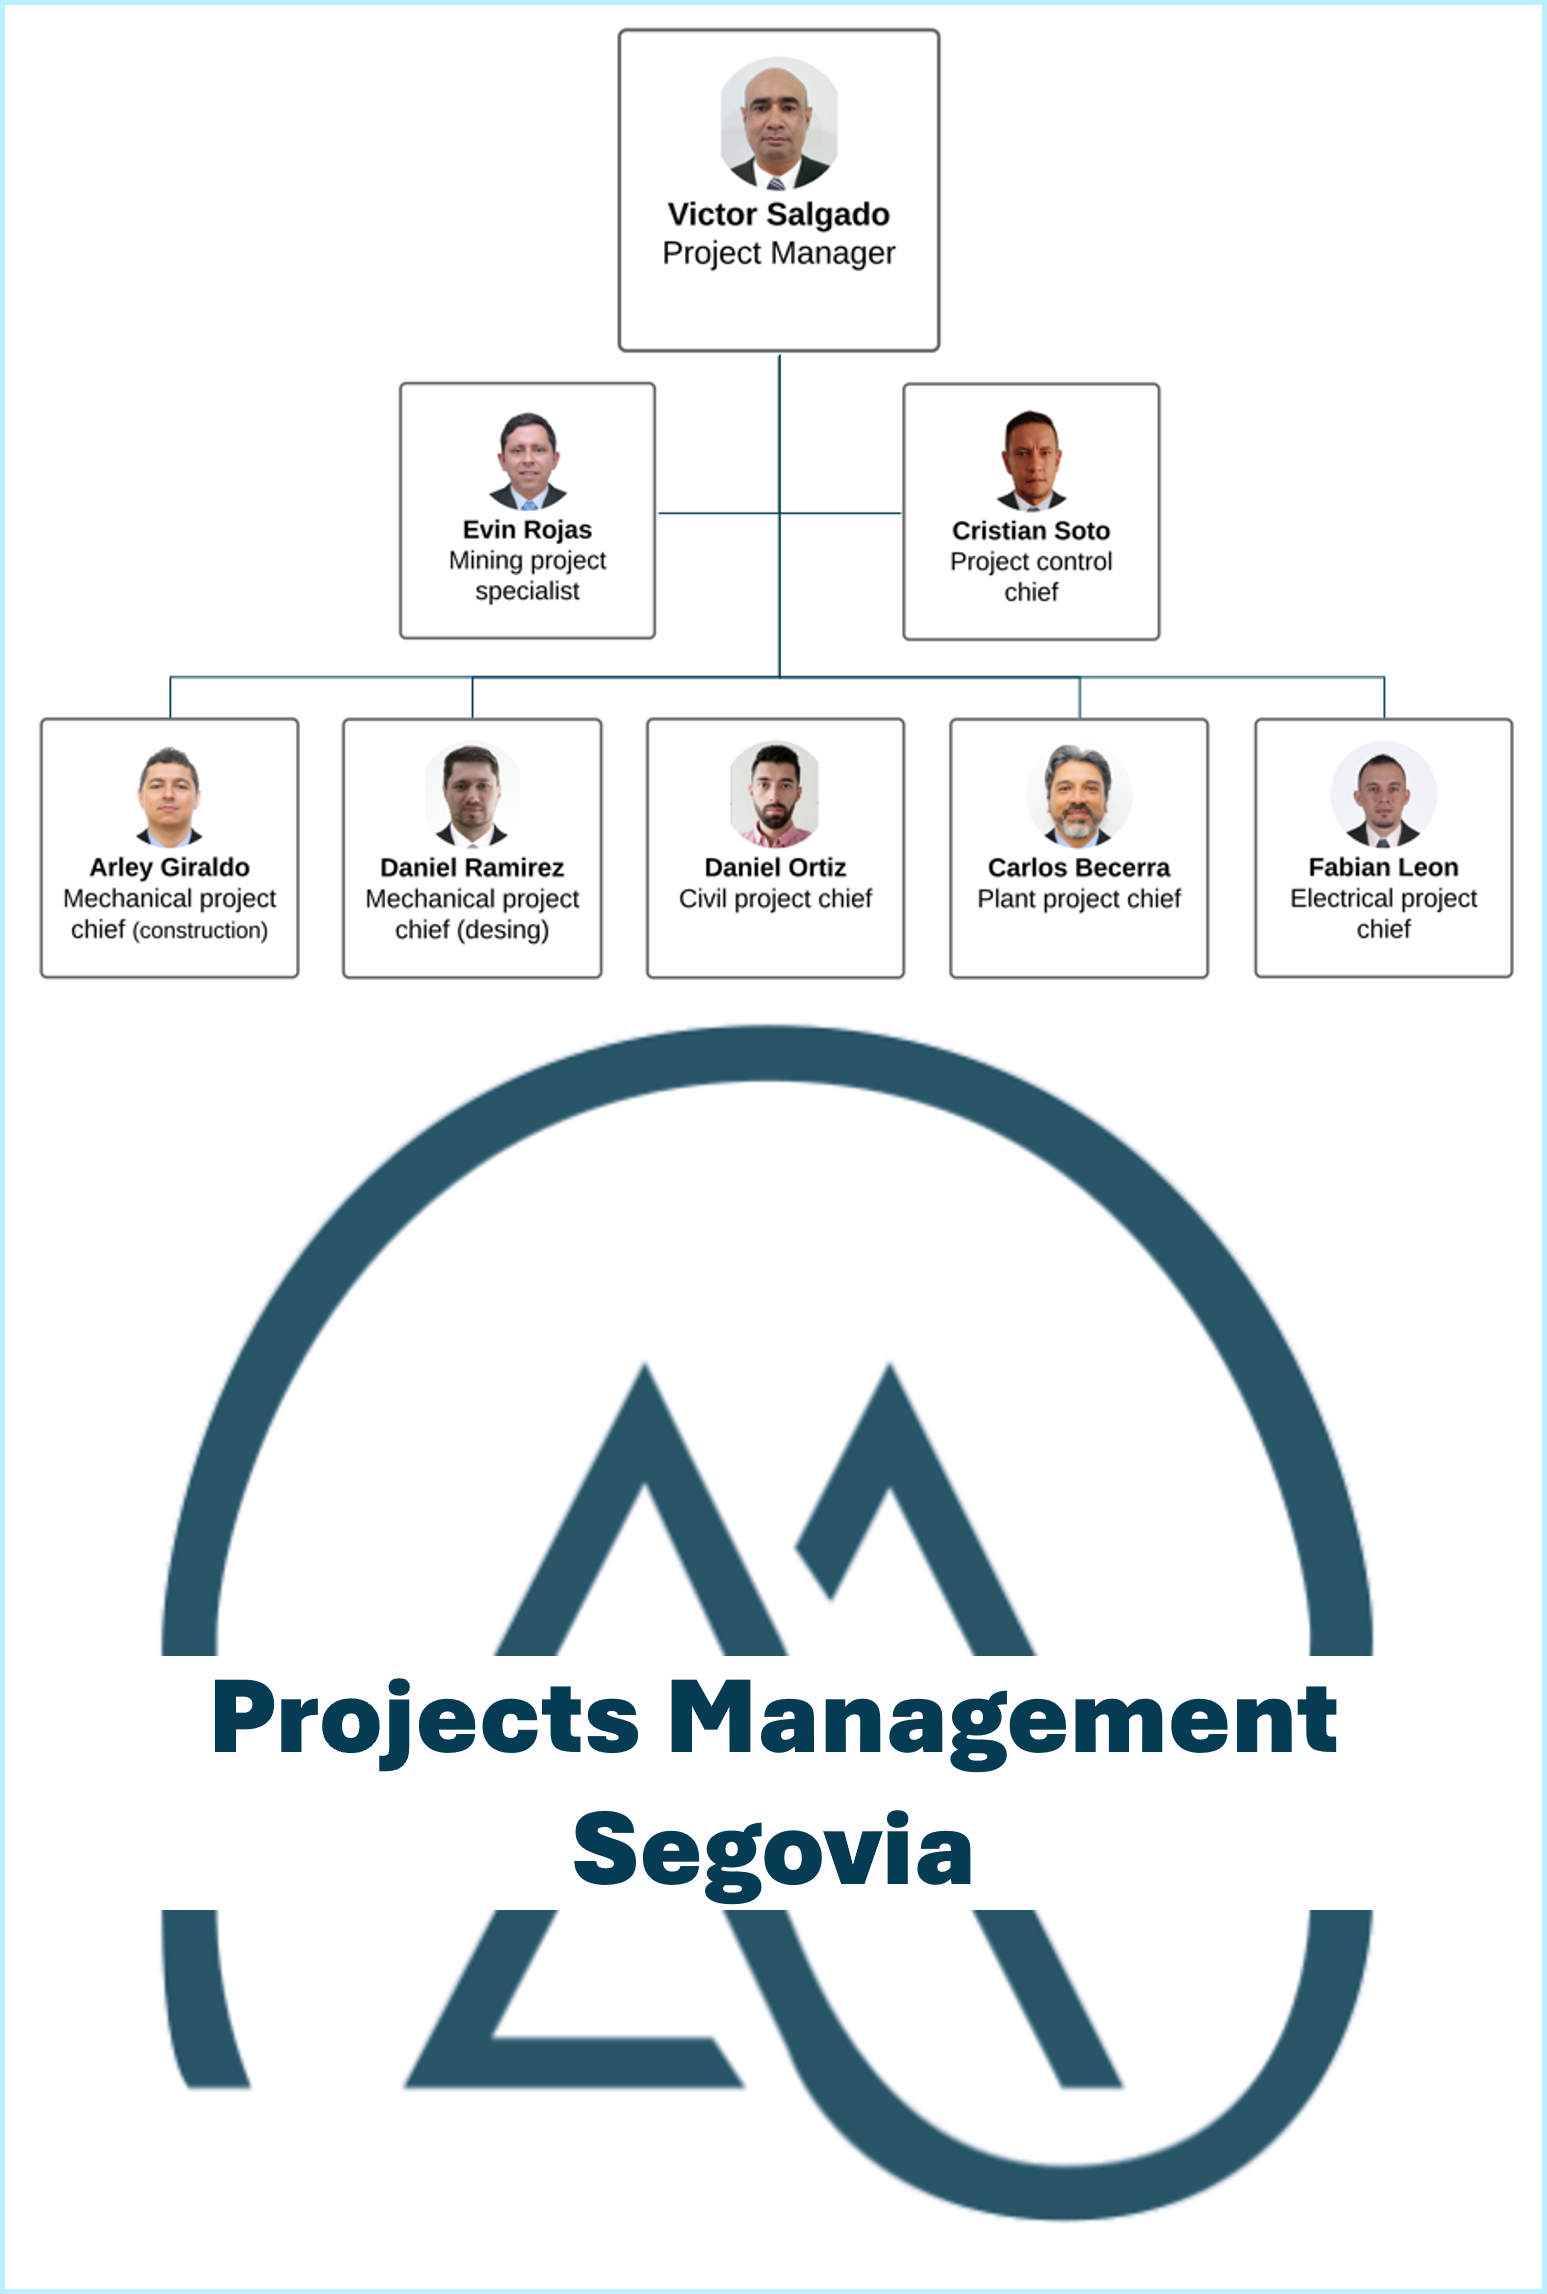 Victor Salgado
Project Manager
Evin Rojas
Mining project
specialist
Cristian Soto
Project control
chief
Arley Giraldo
Mechanical project
chief (construction)
Daniel Ramirez
Mechanical project
chief (desing)
Daniel Ortiz
Civil project chief
Carlos Becerra
Plant project chief
Fabian Leon
Electrical project
chief
Projects Management
Segovia